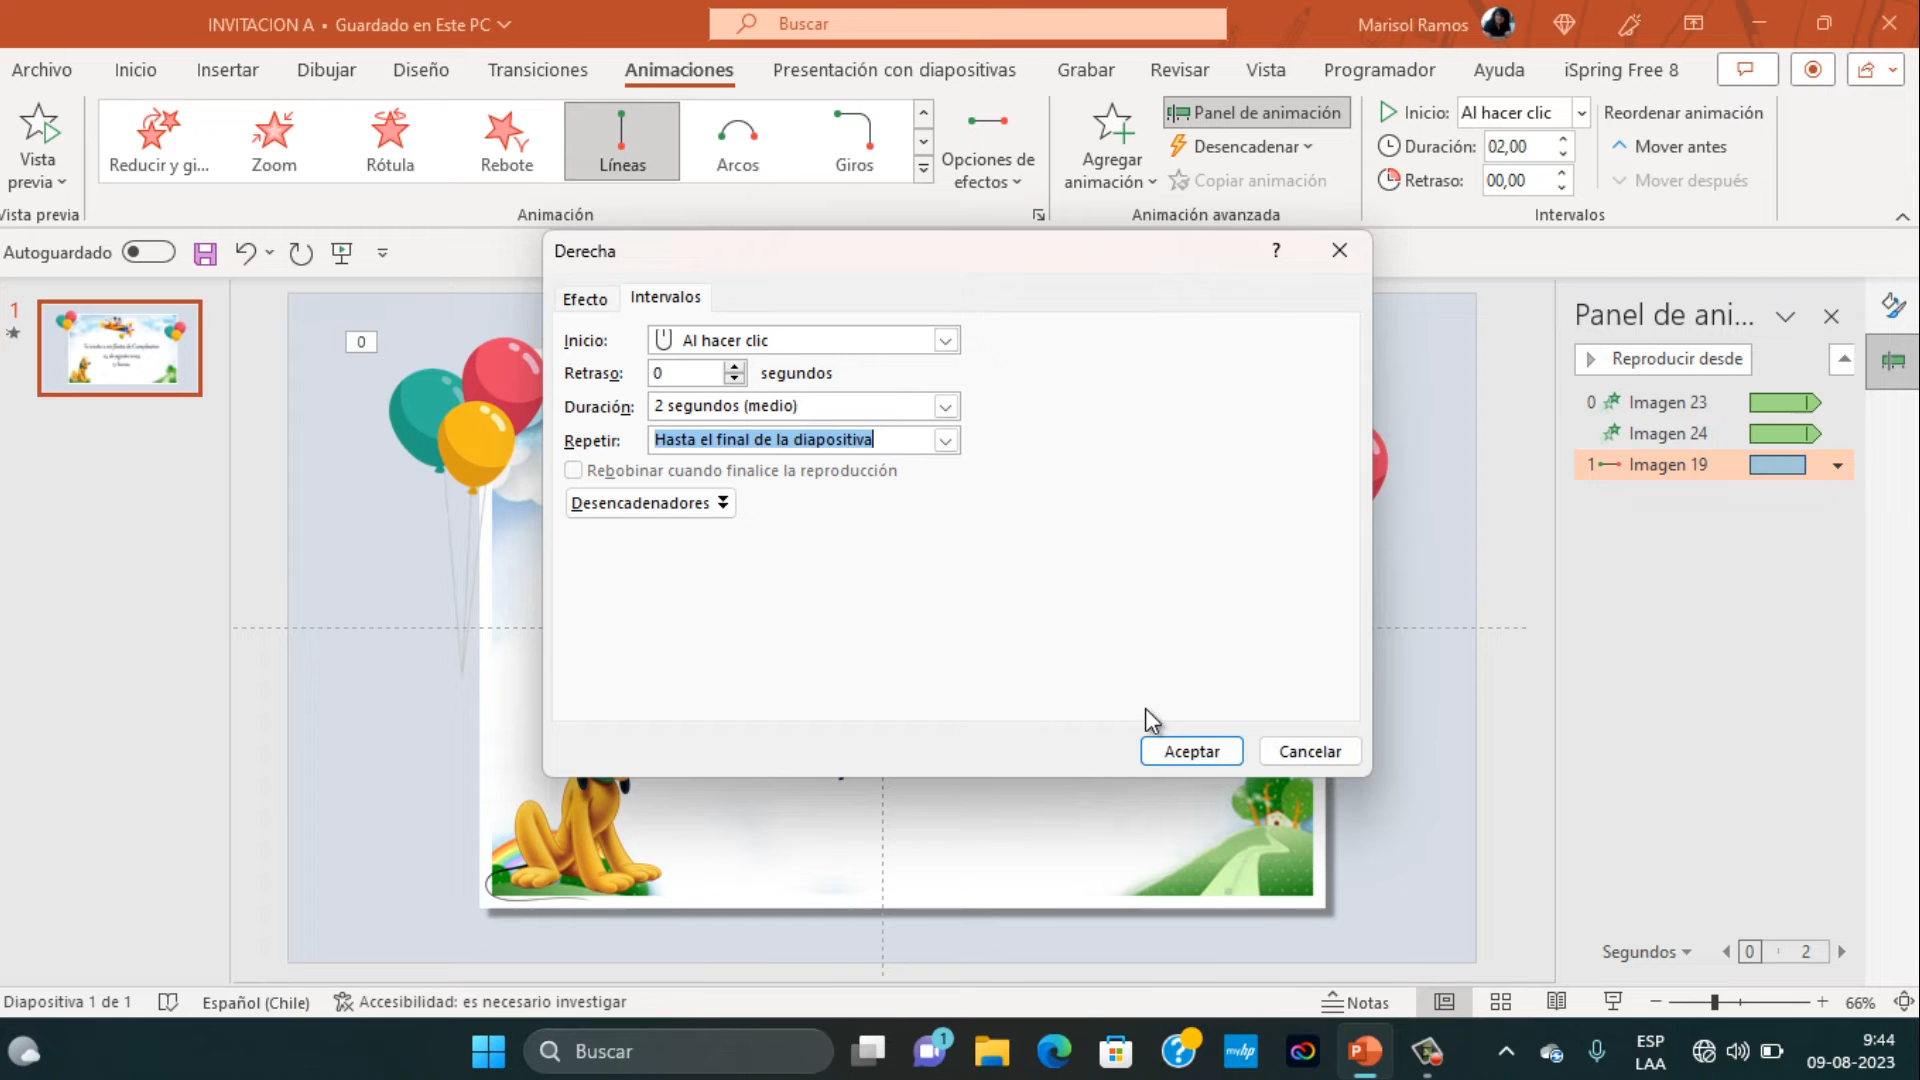 INVITACION A • Guardado en Este PC
Buscar
Marisol Ramos
Archivo
Inicio
Insertar
Dibujar
Diseño
Transiciones
Animaciones
Presentación con diapositivas
Grabar
Revisar
Vista
Programador
Ayuda
iSpring Free 8
Vista
previa
Vista previa
Reducir y gi...
Zoom
Rótula
Rebote
Líneas
Arcos
Giros
Animación
Opciones de
efectos
Agregar
animación
Panel de animación
Desencadenar
Copiar animación
Animación avanzada
Inicio: Al hacer clic
Duración: 02,00
Retraso: 00,00
Reordenar animación
Mover antes
Mover después
Intervalos
Autoguardado
Derecha
?
Efecto
Intervalos
Inicio: Al hacer clic
Retraso: 0 segundos
Duración: 2 segundos (medio)
Repetir: Hasta el final de la diapositiva
Rebobinar cuando finalice la reproducción
Desencadenadores
Aceptar
Cancelar
1
0
Panel de ani...
Reproducir desde
0 Imagen 23
Imagen 24
1 Imagen 19
Segundos
0
2
Diapositiva 1 de 1
Español (Chile)
Accesibilidad: es necesario investigar
Notas
66%
Buscar
1
myhp
ESP
LAA
9:44
09-08-2023